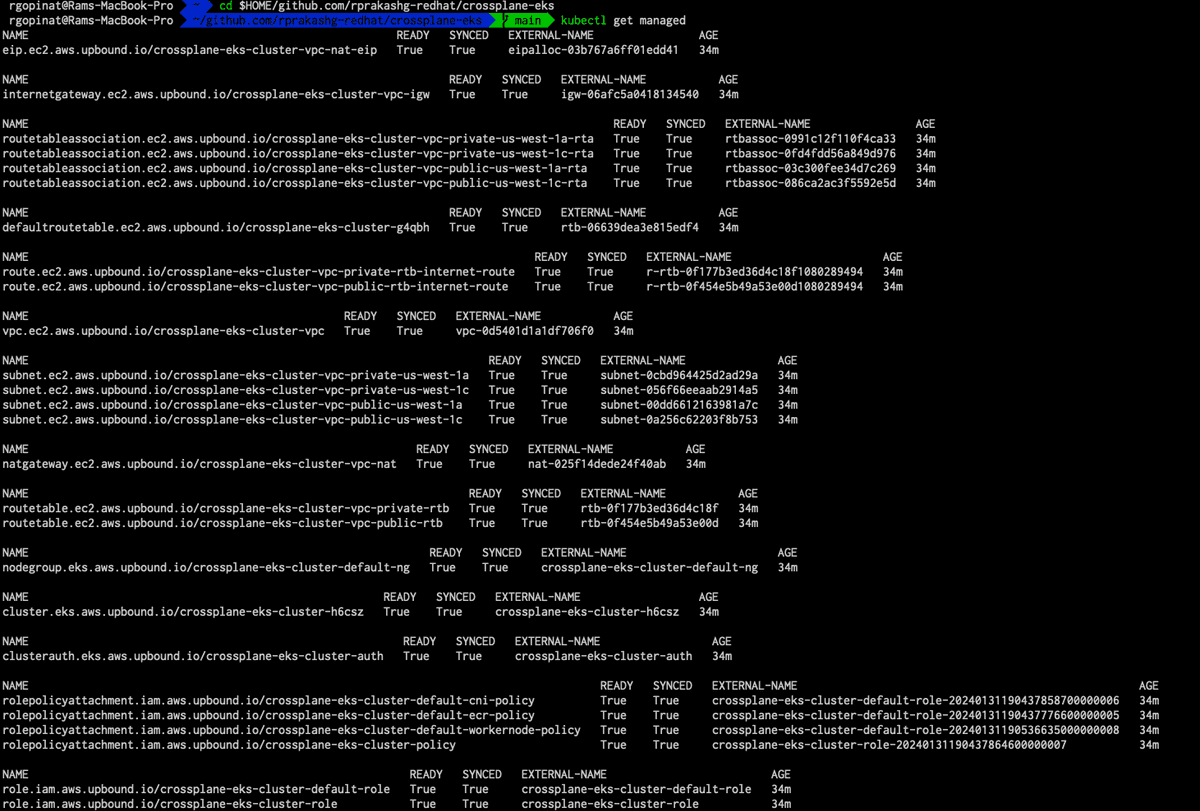 rgopinat@Rams-MacBook-Pro ~ cd $HOME/github.com/rprakashg-redhat/crossplane-eks
rgopinat@Rams-MacBook-Pro ~/github.com/rprakashg-redhat/crossplane-eks main kubectl get managed
NAME READY SYNCED EXTERNAL-NAME AGE
eip.ec2.aws.upbound.io/crossplane-eks-cluster-vpc-nat-eip True True eipalloc-03b767a6ff01edd41 34m
NAME READY SYNCED EXTERNAL-NAME AGE
internetgateway.ec2.aws.upbound.io/crossplane-eks-cluster-vpc-igw True True igw-06afc5a0418134540 34m
NAME READY SYNCED EXTERNAL-NAME AGE
routetableassociation.ec2.aws.upbound.io/crossplane-eks-cluster-vpc-private-us-west-1a-rta True True rtbassoc-0991c12f110f4ca33 34m
routetableassociation.ec2.aws.upbound.io/crossplane-eks-cluster-vpc-private-us-west-1c-rta True True rtbassoc-0fd4fdd56a849d976 34m
routetableassociation.ec2.aws.upbound.io/crossplane-eks-cluster-vpc-public-us-west-1a-rta True True rtbassoc-03c300fee34d7c269 34m
routetableassociation.ec2.aws.upbound.io/crossplane-eks-cluster-vpc-public-us-west-1c-rta True True rtbassoc-086ca2ac3f5592e5d 34m
NAME READY SYNCED EXTERNAL-NAME AGE
defaultroutetable.ec2.aws.upbound.io/crossplane-eks-cluster-g4qbh True True rtb-06639dea3e815edf4 34m
NAME READY SYNCED EXTERNAL-NAME AGE
route.ec2.aws.upbound.io/crossplane-eks-cluster-vpc-private-rtb-internet-route True True r-rtb-0f177b3ed36d4c18f1080289494 34m
route.ec2.aws.upbound.io/crossplane-eks-cluster-vpc-public-rtb-internet-route True True r-rtb-0f454e5b49a53e00d1080289494 34m
NAME READY SYNCED EXTERNAL-NAME AGE
vpc.ec2.aws.upbound.io/crossplane-eks-cluster-vpc True True vpc-0d5401d1a1df706f0 34m
NAME READY SYNCED EXTERNAL-NAME AGE
subnet.ec2.aws.upbound.io/crossplane-eks-cluster-vpc-private-us-west-1a True True subnet-0cbd964425d2ad29a 34m
subnet.ec2.aws.upbound.io/crossplane-eks-cluster-vpc-private-us-west-1c True True subnet-056f66eeaab2914a5 34m
subnet.ec2.aws.upbound.io/crossplane-eks-cluster-vpc-public-us-west-1a True True subnet-00dd6612163981a7c 34m
subnet.ec2.aws.upbound.io/crossplane-eks-cluster-vpc-public-us-west-1c True True subnet-0a256c62203f8b753 34m
NAME READY SYNCED EXTERNAL-NAME AGE
natgateway.ec2.aws.upbound.io/crossplane-eks-cluster-vpc-nat True True nat-025f14dede24f40ab 34m
NAME READY SYNCED EXTERNAL-NAME AGE
routetable.ec2.aws.upbound.io/crossplane-eks-cluster-vpc-private-rtb True True rtb-0f177b3ed36d4c18f 34m
routetable.ec2.aws.upbound.io/crossplane-eks-cluster-vpc-public-rtb True True rtb-0f454e5b49a53e00d 34m
NAME READY SYNCED EXTERNAL-NAME AGE
nodegroup.eks.aws.upbound.io/crossplane-eks-cluster-default-ng True True crossplane-eks-cluster-default-ng 34m
NAME READY SYNCED EXTERNAL-NAME AGE
cluster.eks.aws.upbound.io/crossplane-eks-cluster-h6csz True True crossplane-eks-cluster-h6csz 34m
NAME READY SYNCED EXTERNAL-NAME AGE
clusterauth.eks.aws.upbound.io/crossplane-eks-cluster-auth True True crossplane-eks-cluster-auth 34m
NAME READY SYNCED EXTERNAL-NAME AGE
rolepolicyattachment.iam.aws.upbound.io/crossplane-eks-cluster-default-cni-policy True True crossplane-eks-cluster-default-role-20240131190437858700000006 34m
rolepolicyattachment.iam.aws.upbound.io/crossplane-eks-cluster-default-ecr-policy True True crossplane-eks-cluster-default-role-20240131190437776600000005 34m
rolepolicyattachment.iam.aws.upbound.io/crossplane-eks-cluster-default-workernode-policy True True crossplane-eks-cluster-default-role-20240131190536635000000008 34m
rolepolicyattachment.iam.aws.upbound.io/crossplane-eks-cluster-policy True True crossplane-eks-cluster-role-20240131190437864600000007 34m
NAME READY SYNCED EXTERNAL-NAME AGE
role.iam.aws.upbound.io/crossplane-eks-cluster-default-role True True crossplane-eks-cluster-default-role 34m
role.iam.aws.upbound.io/crossplane-eks-cluster-role True True crossplane-eks-cluster-role 34m